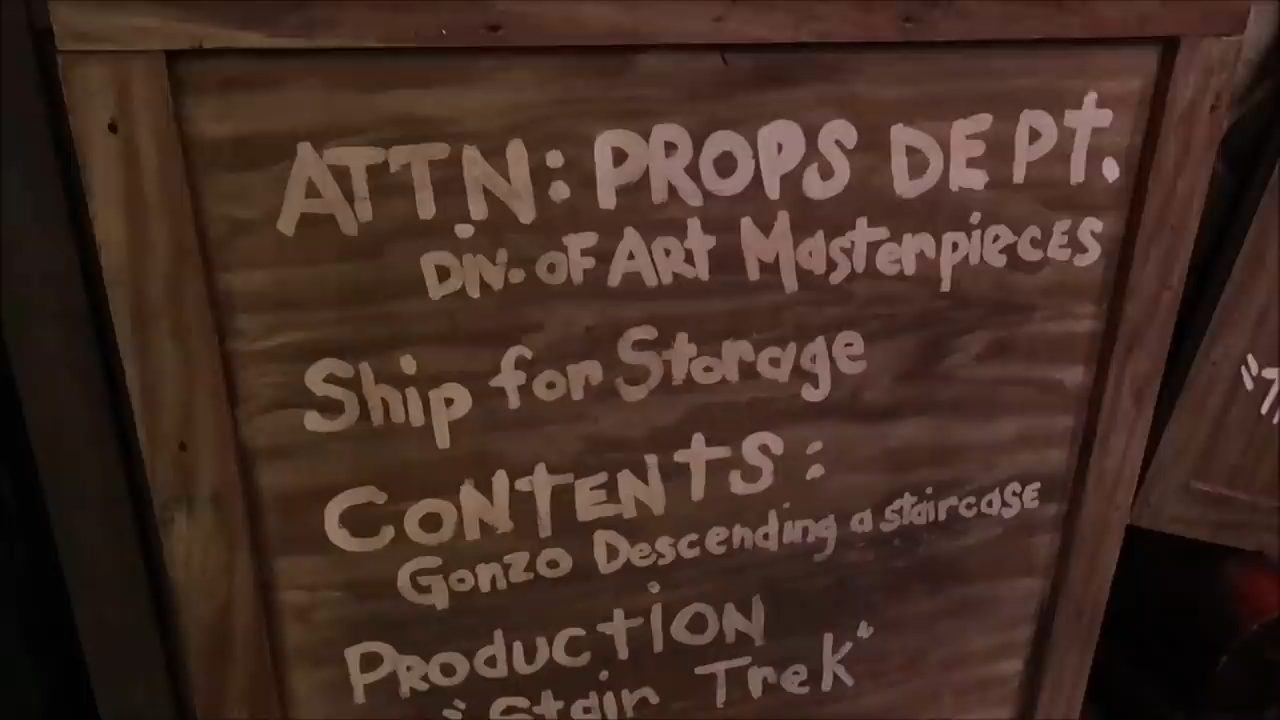 ATTN: PROPS DEPT.
Div. oF ART Masterpieces
Ship for Storage
CONTENTS:
Gonzo Descending a staircase
Production
"Stair Trek"